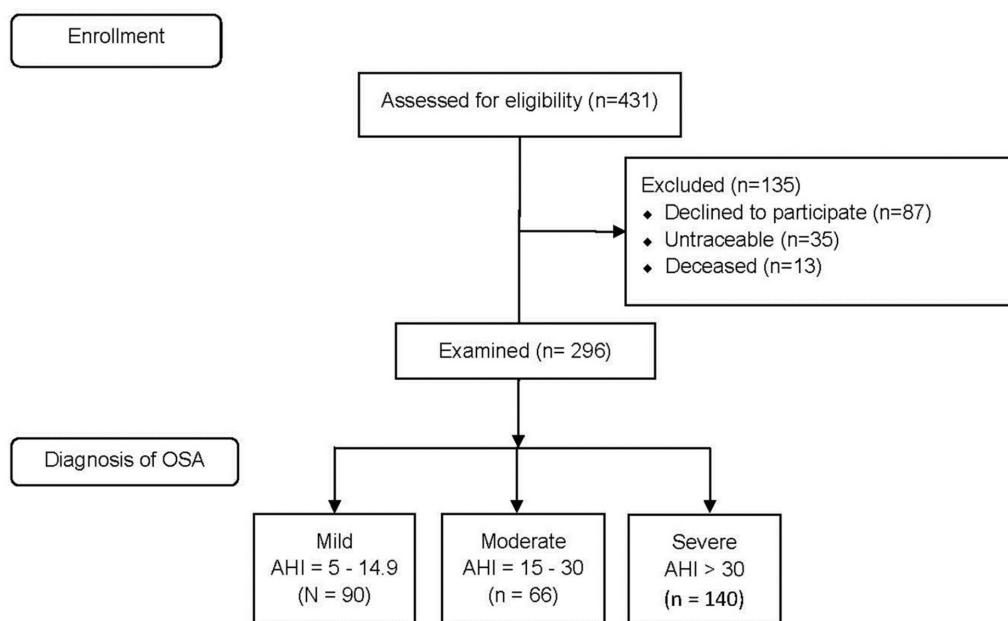 Enrollment
Assessed for eligibility (n=431)
Excluded (n=135)
⬥ Declined to participate (n=87)
⬥ Untraceable (n=35)
⬥ Deceased (n=13)
Examined (n= 296)
Diagnosis of OSA
Mild
AHI = 5 - 14.9
(N = 90)
Moderate
AHI = 15 - 30
(n = 66)
Severe
AHI > 30
(n = 140)